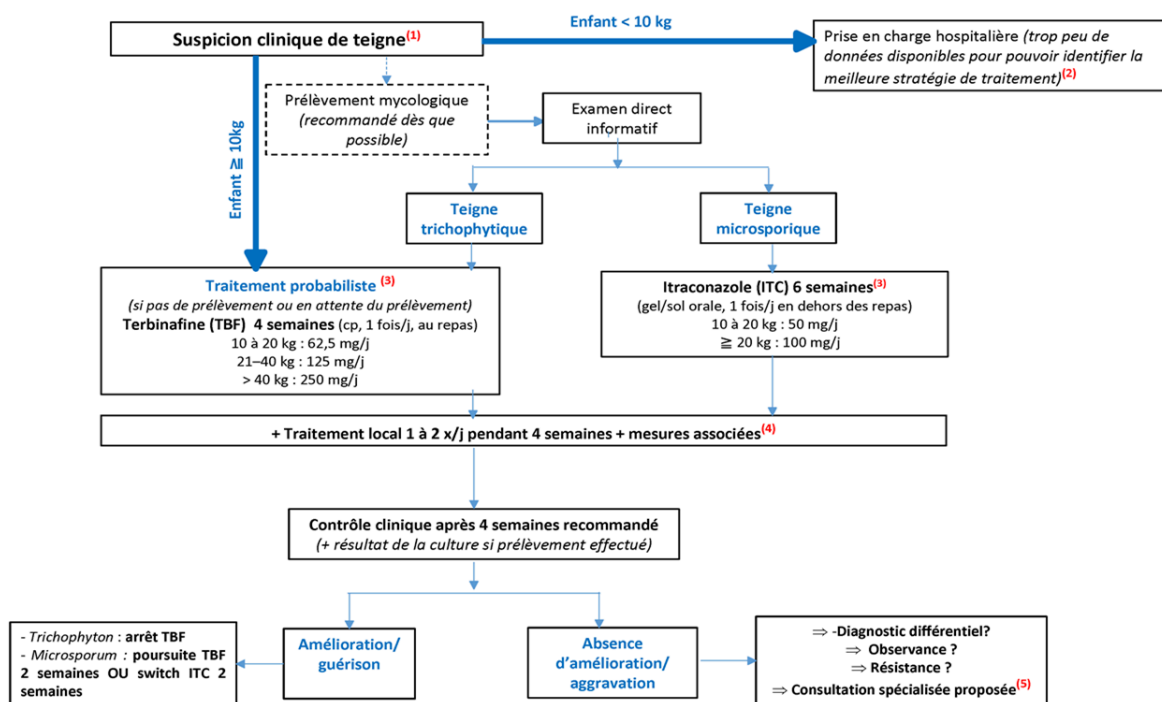 Enfant < 10 kg
Suspicion clinique de teigne(1)
Prise en charge hospitalière (trop peu de
données disponibles pour pouvoir identifier la
meilleure stratégie de traitement)(2)
Prélèvement mycologique
(recommandé dès que
possible)
Examen direct
informatif
Enfant ≧ 10kg
Teigne
trichophytique
Teigne
microsporique
Traitement probabiliste (3)
(si pas de prélèvement ou en attente du prélèvement)
Terbinafine (TBF) 4 semaines (cp, 1 fois/j, au repas)
10 à 20 kg : 62,5 mg/j
21–40 kg : 125 mg/j
> 40 kg : 250 mg/j
Itraconazole (ITC) 6 semaines(3)
(gel/sol orale, 1 fois/j en dehors des repas)
10 à 20 kg : 50 mg/j
≧ 20 kg : 100 mg/j
+ Traitement local 1 à 2 x/j pendant 4 semaines + mesures associées(4)
Contrôle clinique après 4 semaines recommandé
(+ résultat de la culture si prélèvement effectué)
- Trichophyton : arrêt TBF
- Microsporum : poursuite TBF
2 semaines OU switch ITC 2
semaines
Amélioration/
guérison
Absence
d'amélioration/
aggravation
⇒ -Diagnostic différentiel?
⇒ Observance ?
⇒ Résistance ?
⇒ Consultation spécialisée proposée(5)